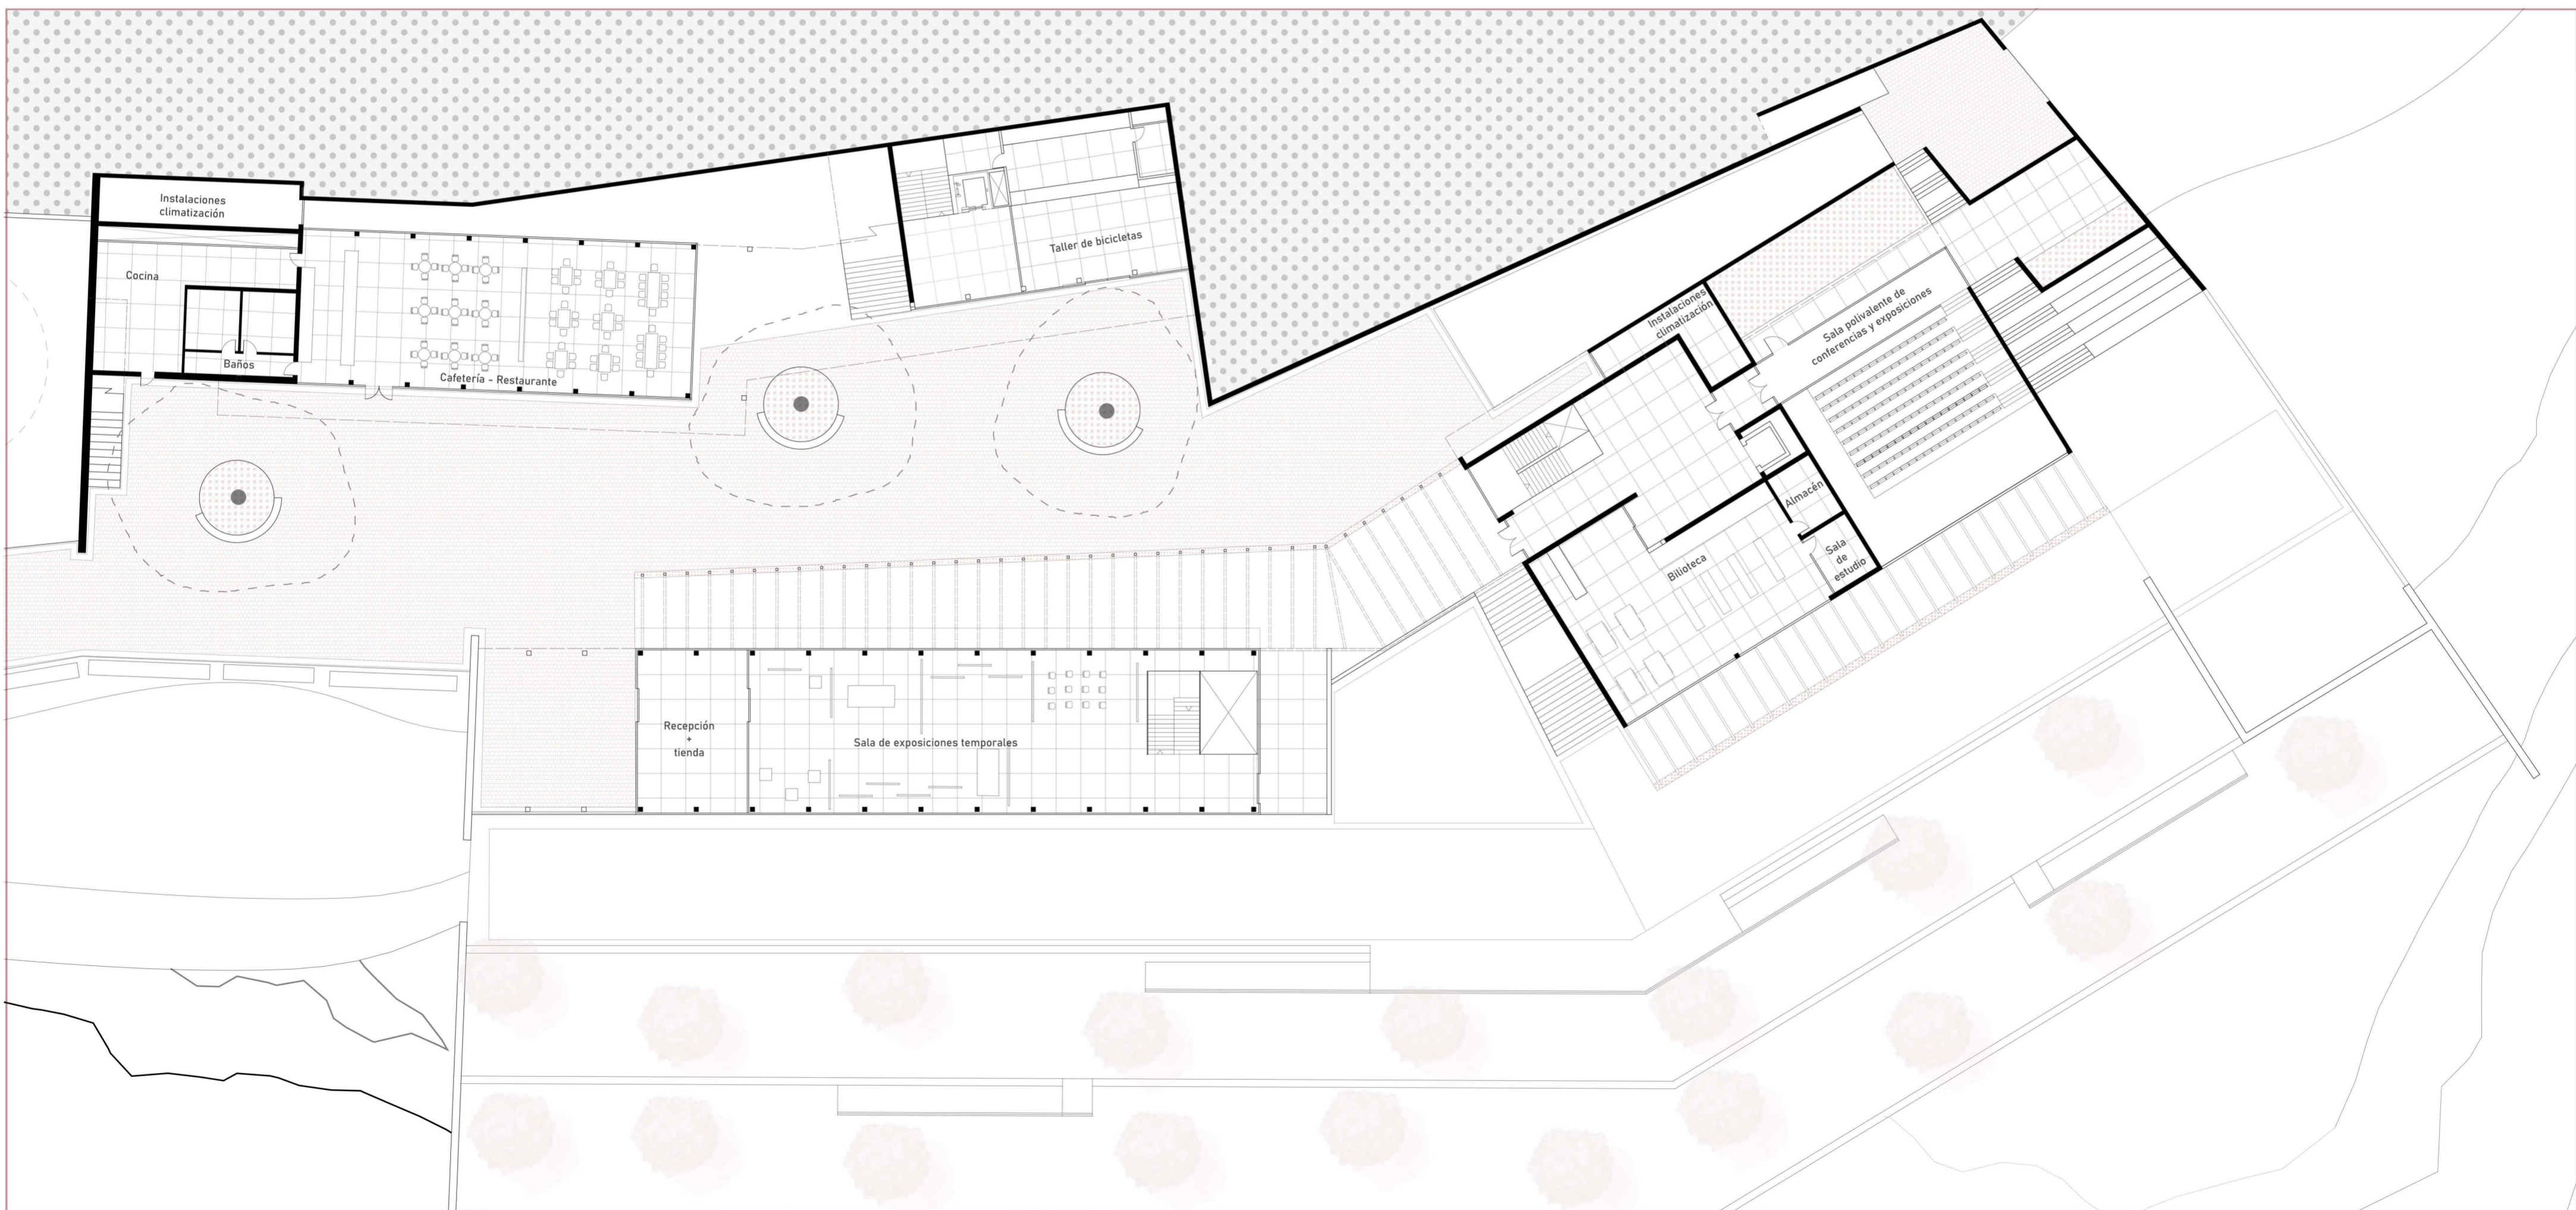 Instalaciones
climatización
Cocina
Baños
Cafetería - Restaurante
Taller de bicicletas
Instalaciones
climatización
Sala polivalente de
conferencias y exposiciones
Almacén
Sala
de
estudio
Bilioteca
Recepción
+
tienda
Sala de exposiciones temporales